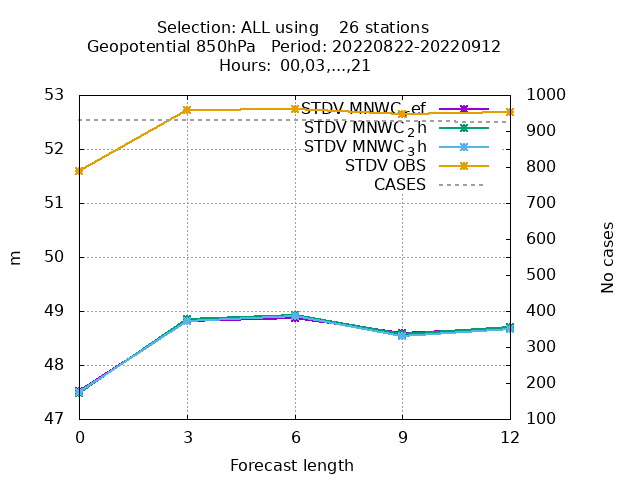 Selection: ALL using 26 stations
Geopotential 850hPa Period: 20220822-20220912
Hours: 00,03,...,21
53
1000
STDV MNWC_ef
STDV MNWC_2h
STDV MNWC_3h
STDV OBS
CASES
52
51
50
49
48
47
900
800
700
600
500
400
300
200
100
m
No cases
0 3 6 9 12
Forecast length